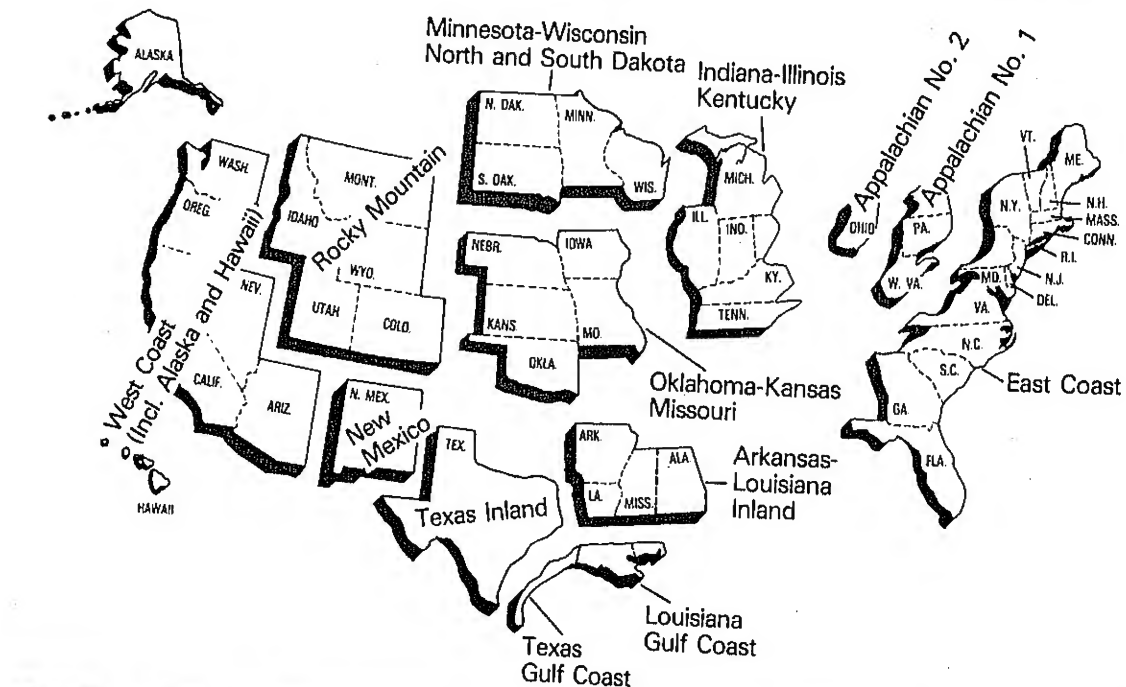 Minnesota-Wisconsin
North and South Dakota
Indiana-Illinois
Kentucky
Appalachian No. 2
Appalachian No. 1
ALASKA
WASH.
OREG.
NEV.
CALIF.
ARIZ.
West Coast
(Incl. Alaska and Hawaii)
HAWAII
MONT.
IDAHO
WYO.
UTAH
COLO.
Rocky Mountain
N. MEX.
New
Mexico
N. DAK.
MINN.
S. DAK.
WIS.
NEBR.
IOWA
KANS.
MO.
OKLA.
Oklahoma-Kansas
Missouri
MICH.
ILL.
IND.
KY.
TENN.
OHIO
PA.
W. VA.
VT.
ME.
N.Y.
N.H.
MASS.
CONN.
R.I.
N.J.
DEL.
MD.
VA.
N.C.
S.C.
GA.
FLA.
East Coast
TEX.
Texas Inland
ARK.
ALA.
LA.
MISS.
Arkansas-
Louisiana
Inland
Louisiana
Gulf Coast
Texas
Gulf Coast